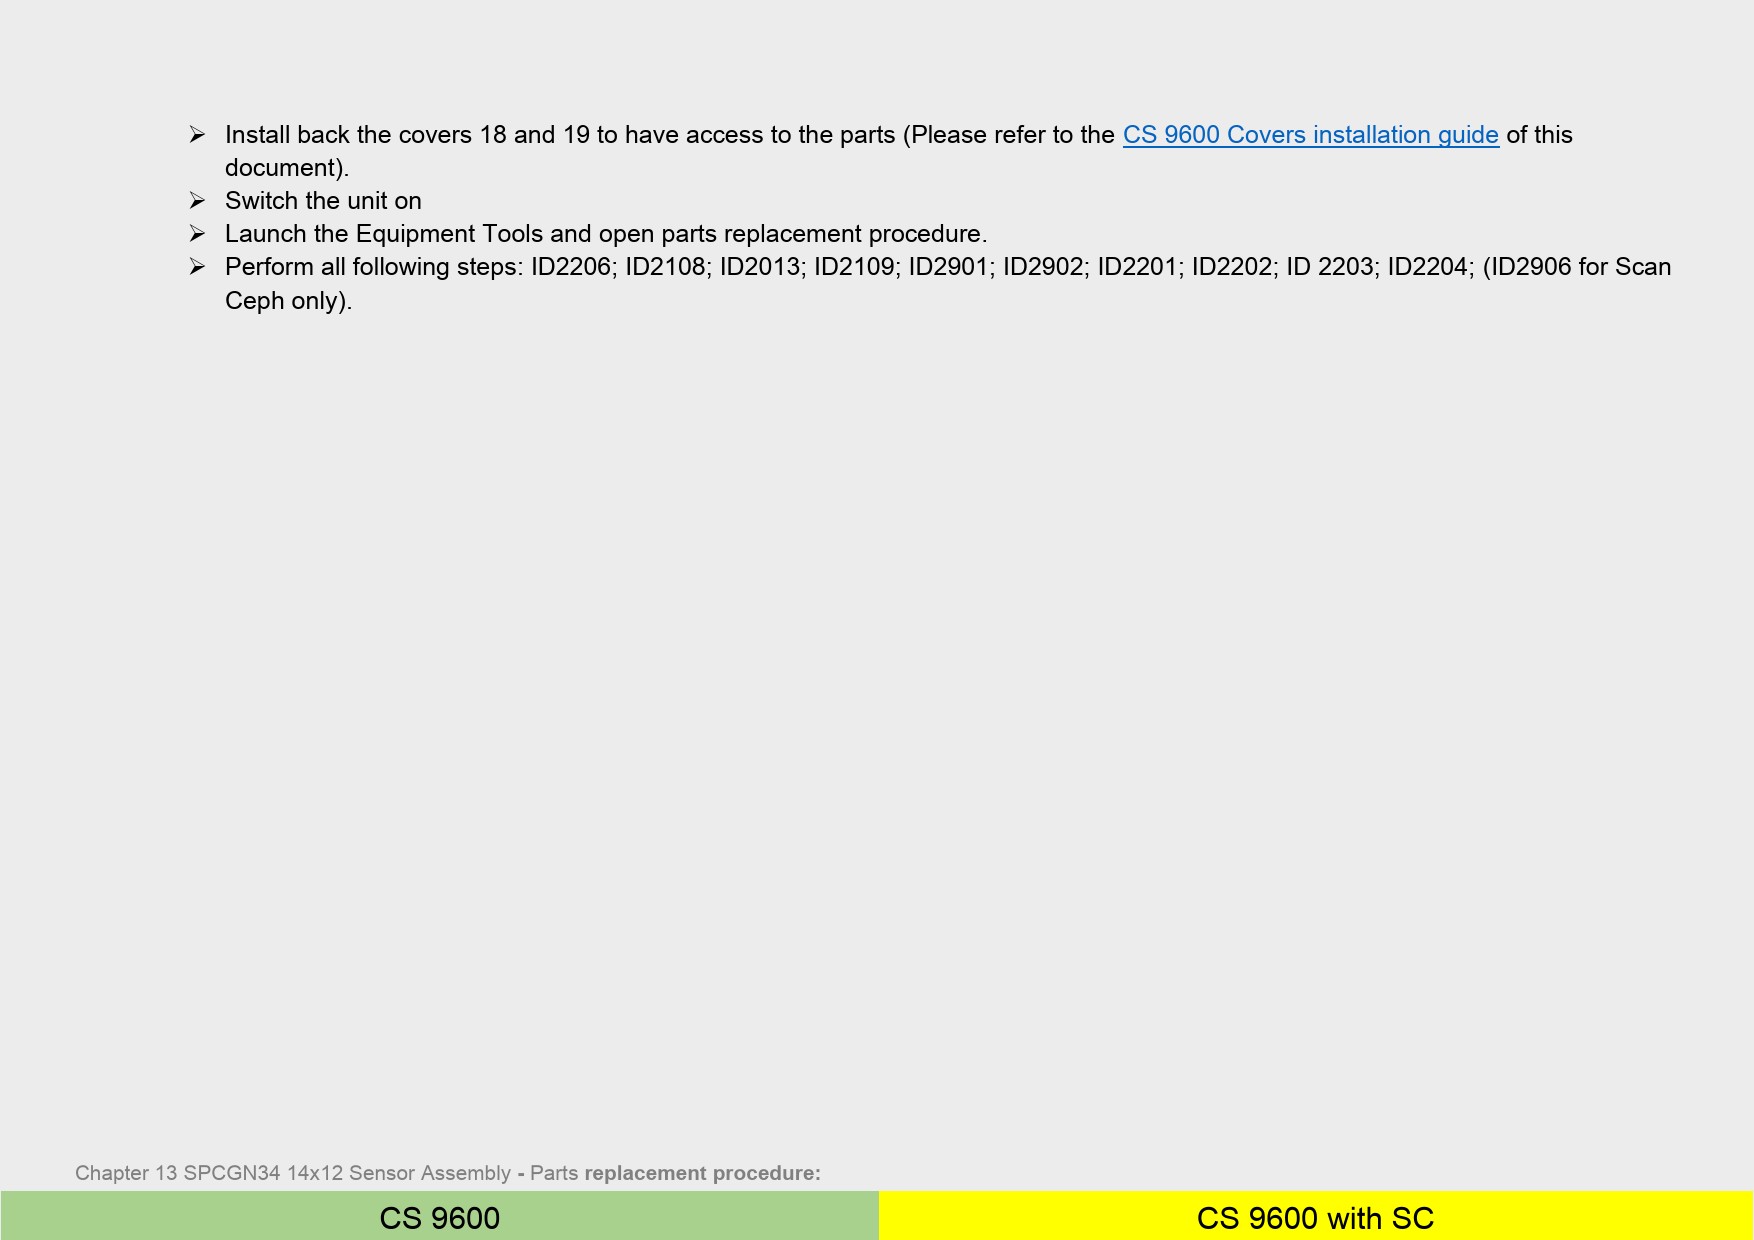 ➢ Install back the covers 18 and 19 to have access to the parts (Please refer to the CS 9600 Covers installation guide of this
document).
➢ Switch the unit on
➢ Launch the Equipment Tools and open parts replacement procedure.
➢ Perform all following steps: ID2206; ID2108; ID2013; ID2109; ID2901; ID2902; ID2201; ID2202; ID 2203; ID2204; (ID2906 for Scan
Ceph only).
Chapter 13 SPCGN34 14x12 Sensor Assembly - Parts replacement procedure:
CS 9600
CS 9600 with SC